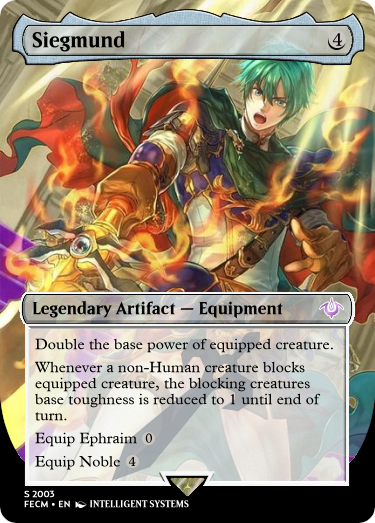 Siegmund 4
Legendary Artifact — Equipment
Double the base power of equipped creature.
Whenever a non-Human creature blocks
equipped creature, the blocking creatures
base toughness is reduced to 1 until end of
turn.
Equip Ephraim 0
Equip Noble 4
S 2003
FECM • EN INTELLIGENT SYSTEMS